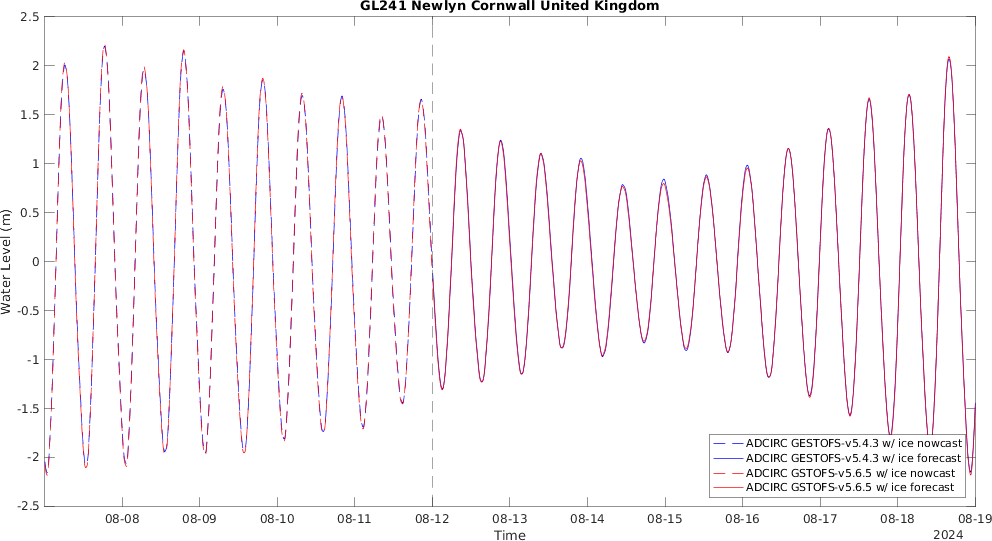 GL241 Newlyn Cornwall United Kingdom
2.5
2
1.5
1
0.5
0
-0.5
-1
-1.5
-2
-2.5
Water Level (m)
ADCIRC GESTOFS-v5.4.3 w/ ice nowcast
ADCIRC GESTOFS-v5.4.3 w/ ice forecast
ADCIRC GSTOFS-v5.6.5 w/ ice nowcast
ADCIRC GSTOFS-v5.6.5 w/ ice forecast
08-08 08-09 08-10 08-11 08-12 08-13 08-14 08-15 08-16 08-17 08-18 08-19
Time
2024